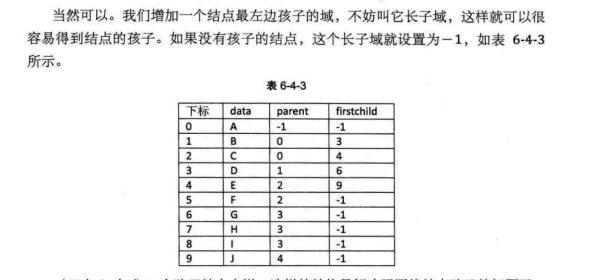 当然可以。我们增加一个结点最左边孩子的域，不妨叫它长子域，这样就可以很
容易得到结点的孩子。如果没有孩子的结点，这个长子域就设置为－1，如表 6-4-3
所示。
表 6-4-3
下标 data parent firstchild
0 A -1 -1
1 B 0 3
2 C 0 4
3 D 1 6
4 E 2 9
5 F 2 -1
6 G 3 -1
7 H 3 -1
8 I 3 -1
9 J 4 -1